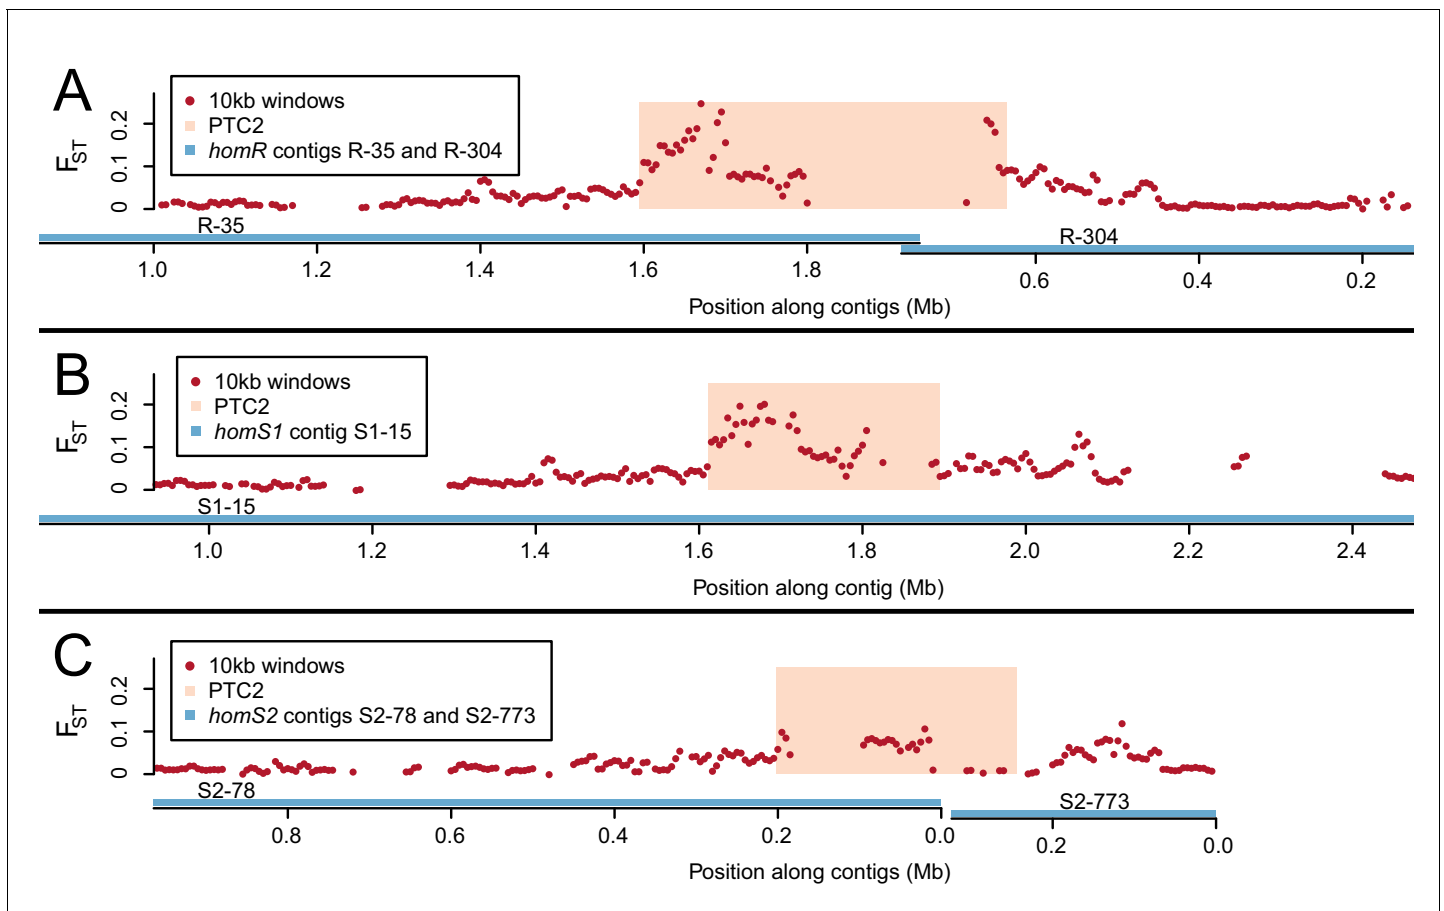 A
10kb windows
PTC2
homR contigs R-35 and R-304
FST
0 0.1 0.2
R-35
R-304
1.0 1.2 1.4 1.6 1.8 0.6 0.4 0.2
Position along contigs (Mb)
B
10kb windows
PTC2
homS1 contig S1-15
FST
0 0.1 0.2
S1-15
1.0 1.2 1.4 1.6 1.8 2.0 2.2 2.4
Position along contig (Mb)
C
10kb windows
PTC2
homS2 contigs S2-78 and S2-773
FST
0 0.1 0.2
S2-78
S2-773
0.8 0.6 0.4 0.2 0.0 0.2 0.0
Position along contigs (Mb)